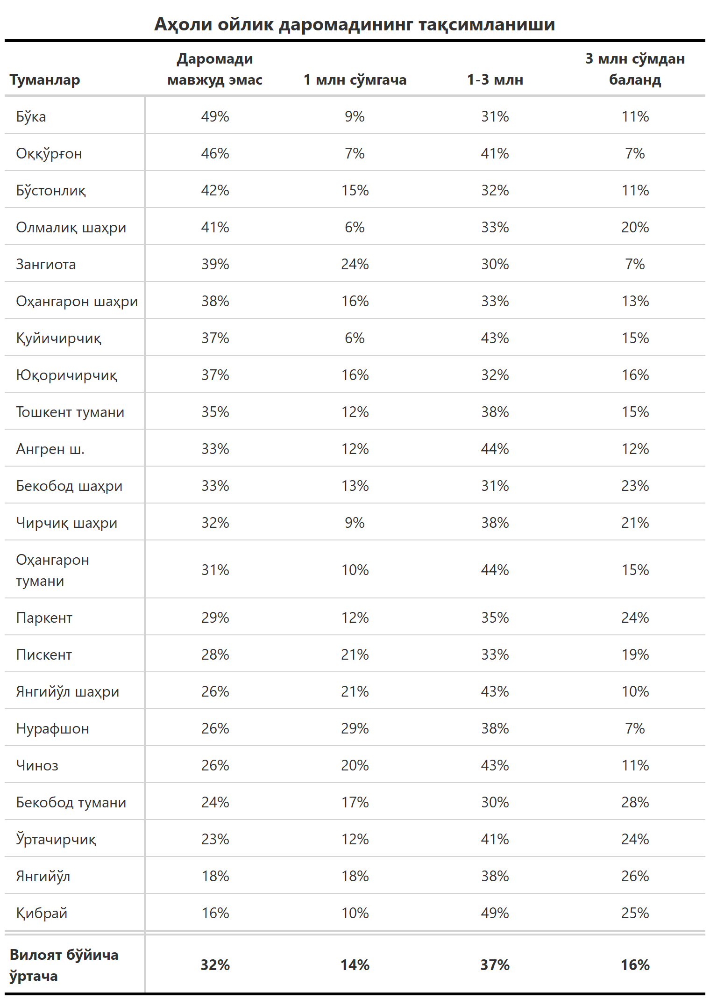 Аҳоли ойлик даромадининг тақсимланиши
Туманлар Даромади мавжуд эмас 1 млн сўмгача 1-3 млн 3 млн сўмдан баланд
Бўка 49% 9% 31% 11%
Оққўрғон 46% 7% 41% 7%
Бўстонлиқ 42% 15% 32% 11%
Олмалиқ шаҳри 41% 6% 33% 20%
Зангиота 39% 24% 30% 7%
Оҳангарон шаҳри 38% 16% 33% 13%
Қуйичирчиқ 37% 6% 43% 15%
Юқоричирчиқ 37% 16% 32% 16%
Тошкент тумани 35% 12% 38% 15%
Ангрен ш. 33% 12% 44% 12%
Бекобод шаҳри 33% 13% 31% 23%
Чирчиқ шаҳри 32% 9% 38% 21%
Оҳангарон тумани 31% 10% 44% 15%
Паркент 29% 12% 35% 24%
Пискент 28% 21% 33% 19%
Янгийўл шаҳри 26% 21% 43% 10%
Нурафшон 26% 29% 38% 7%
Чиноз 26% 20% 43% 11%
Бекобод тумани 24% 17% 30% 28%
Ўртачирчиқ 23% 12% 41% 24%
Янгийўл 18% 18% 38% 26%
Қибрай 16% 10% 49% 25%
Вилоят бўйича ўртача 32% 14% 37% 16%